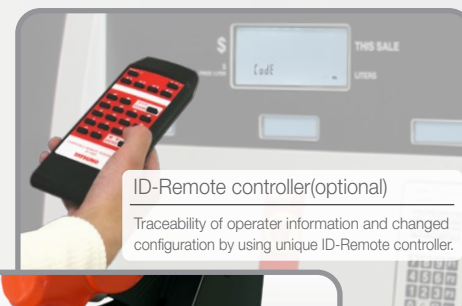 $ THIS SALE
CodE
LITERS
ID-Remote controller(optional)
Traceability of operater information and changed
configuration by using unique ID-Remote controller.